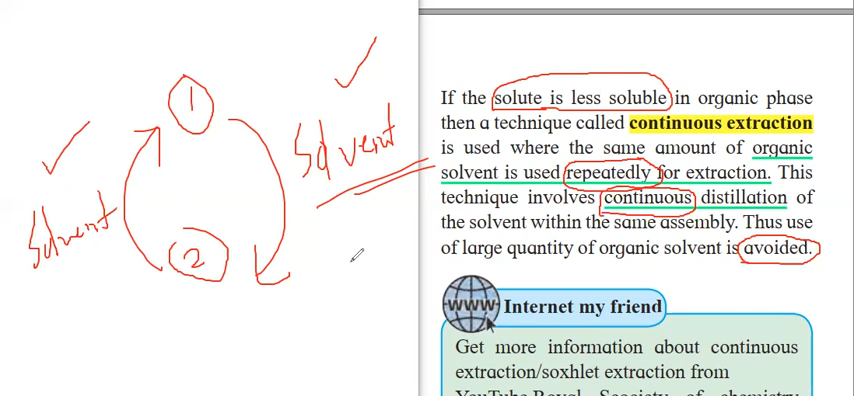 1
Solvent
Solvent
2
If the solute is less soluble in organic phase
then a technique called continuous extraction
is used where the same amount of organic
solvent is used repeatedly for extraction. This
technique involves continuous distillation of
the solvent within the same assembly. Thus use
of large quantity of organic solvent is avoided.
WWW
Internet my friend
Get more information about continuous
extraction/soxhlet extraction from